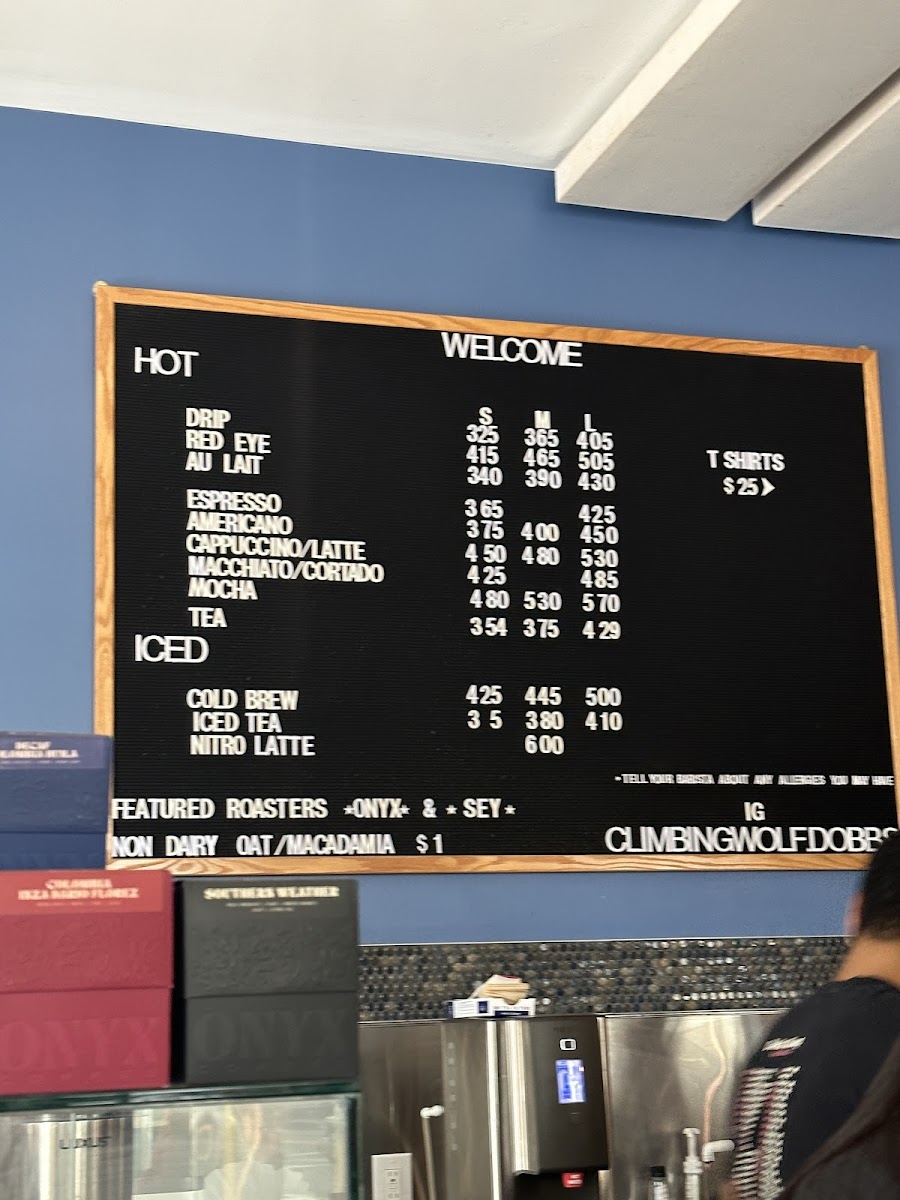 WELCOME
HOT
S M L
DRIP 325 365 405
RED EYE 415 465 505
AU LAIT 340 390 430
ESPRESSO 365 425
AMERICANO 375 400 450
CAPPUCCINO/LATTE 450 480 530
MACCHIATO/CORTADO 425 485
MOCHA 480 530 570
TEA 354 375 429
T SHIRTS
$25
ICED
COLD BREW 425 445 500
ICED TEA 3 5 380 410
NITRO LATTE 600
*TELL YOUR BARISTA ABOUT ANY ALLERGIES YOU MAY HAVE
FEATURED ROASTERS *ONYX* & *SEY*
NON DAIRY OAT/MACADAMIA $1
IG
CLIMBINGWOLF.DOBBS
DECAF
COLOMBIA
SOUTHERN WEATHER
ONYX
ONYX